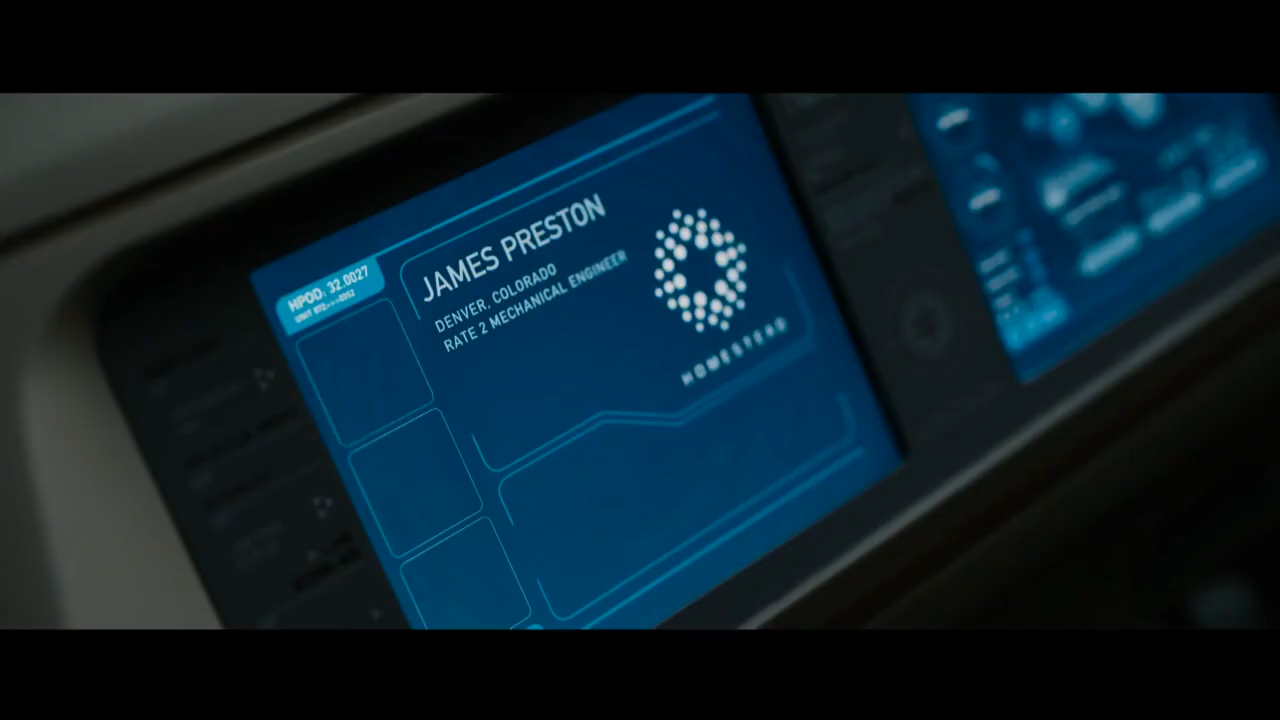 HPOD: 32.0027
JAMES PRESTON
DENVER, COLORADO
RATE 2 MECHANICAL ENGINEER
HOMESTEAD